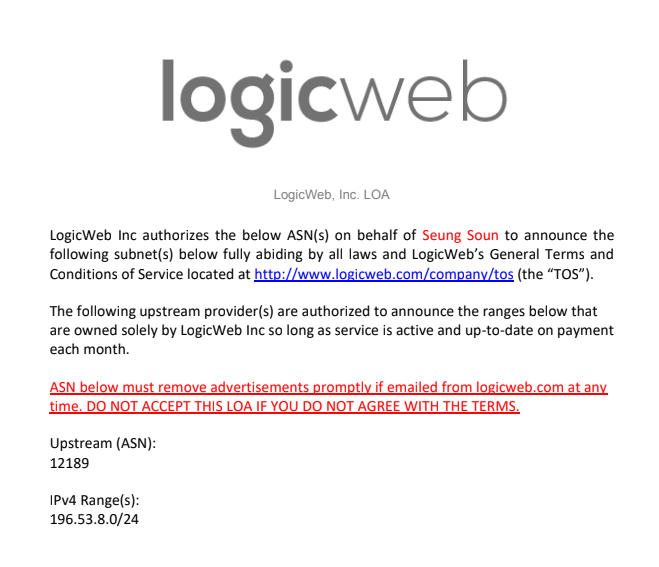 logicweb
LogicWeb, Inc. LOA
LogicWeb Inc authorizes the below ASN(s) on behalf of Seung Soun to announce the
following subnet(s) below fully abiding by all laws and LogicWeb’s General Terms and
Conditions of Service located at http://www.logicweb.com/company/tos (the “TOS”).
The following upstream provider(s) are authorized to announce the ranges below that
are owned solely by LogicWeb Inc so long as service is active and up-to-date on payment
each month.
ASN below must remove advertisements promptly if emailed from logicweb.com at any
time. DO NOT ACCEPT THIS LOA IF YOU DO NOT AGREE WITH THE TERMS.
Upstream (ASN):
12189
IPv4 Range(s):
196.53.8.0/24